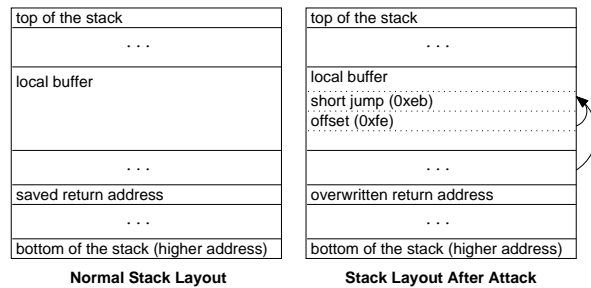 top of the stack
. . .
local buffer
. . .
saved return address
. . .
bottom of the stack (higher address)
Normal Stack Layout
top of the stack
. . .
local buffer
short jump (0xeb)
offset (0xfe)
. . .
overwritten return address
. . .
bottom of the stack (higher address)
Stack Layout After Attack